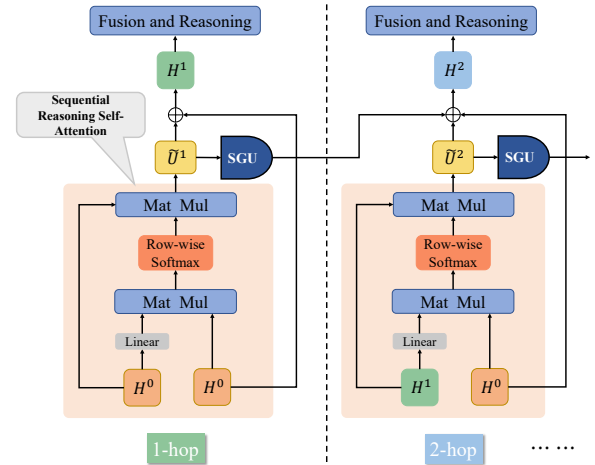 Fusion and Reasoning
H¹
Sequential
Reasoning Self-
Attention
Ũ¹
SGU
Mat Mul
Row-wise
Softmax
Mat Mul
Linear
H⁰
H⁰
1-hop
Fusion and Reasoning
H²
Ũ²
SGU
Mat Mul
Row-wise
Softmax
Mat Mul
Linear
H¹
H⁰
2-hop
... ...